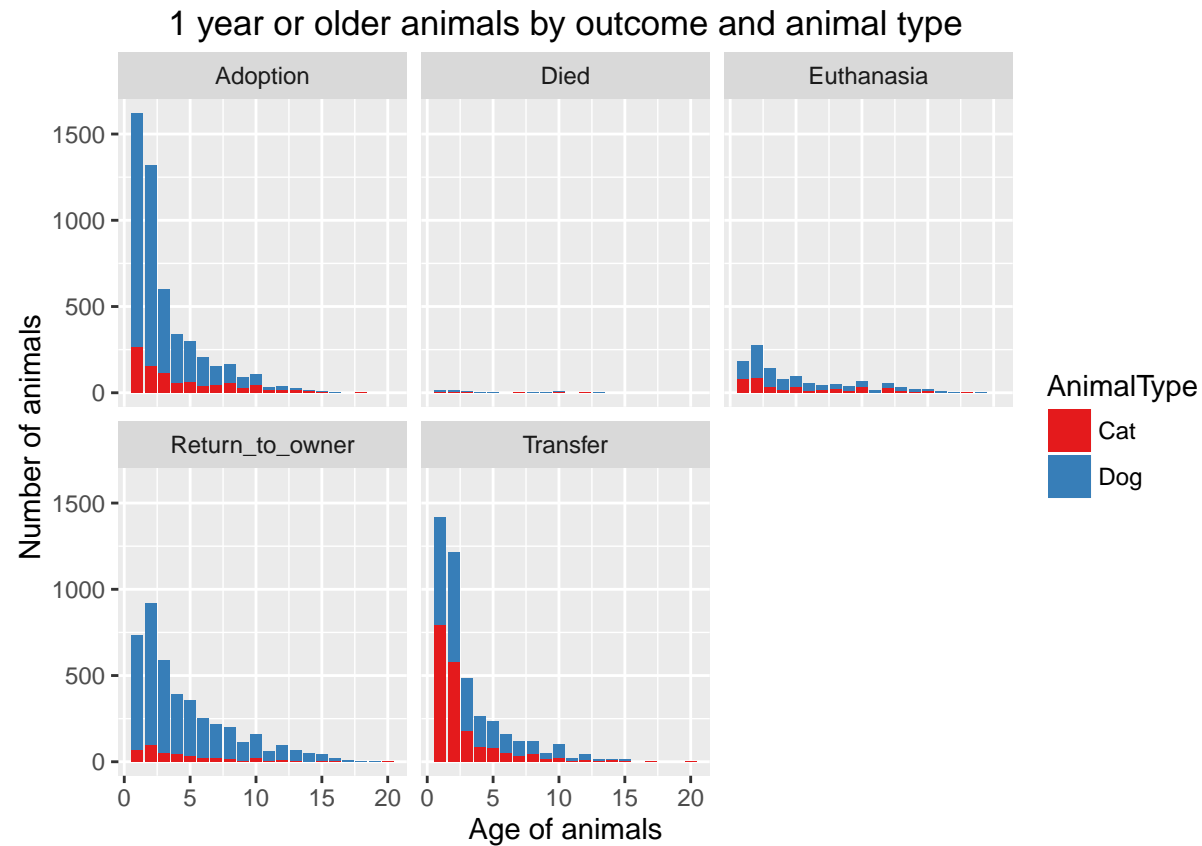 1 year or older animals by outcome and animal type
Adoption
Died
Euthanasia
1500
1000
500
0
Return_to_owner
Transfer
1500
1000
500
0
0 5 10 15 20
0 5 10 15 20
Number of animals
Age of animals
AnimalType
Cat
Dog